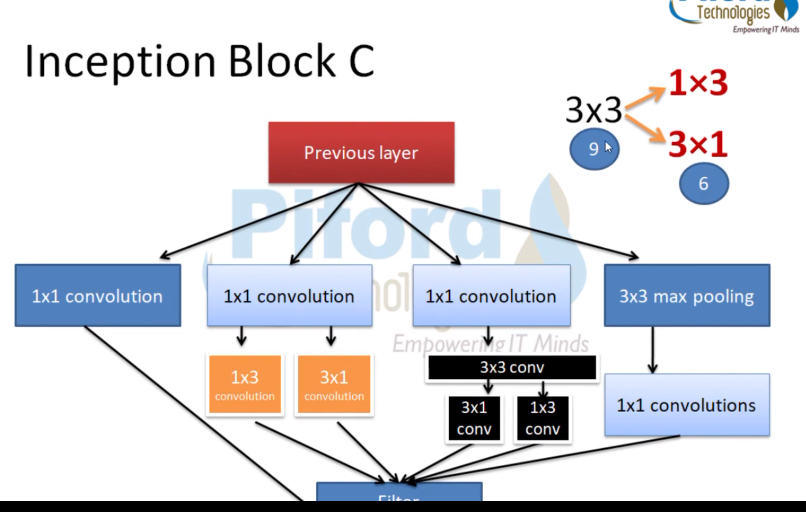 Technologies
Empowering IT Minds
Inception Block C
1×3
3x3
3×1
9
6
Previous layer
Piford
Empowering IT Minds
1x1 convolution
1x1 convolution
1x1 convolution
3x3 max pooling
1x3
convolution
3x1
convolution
3x3 conv
3x1
conv
1x3
conv
1x1 convolutions